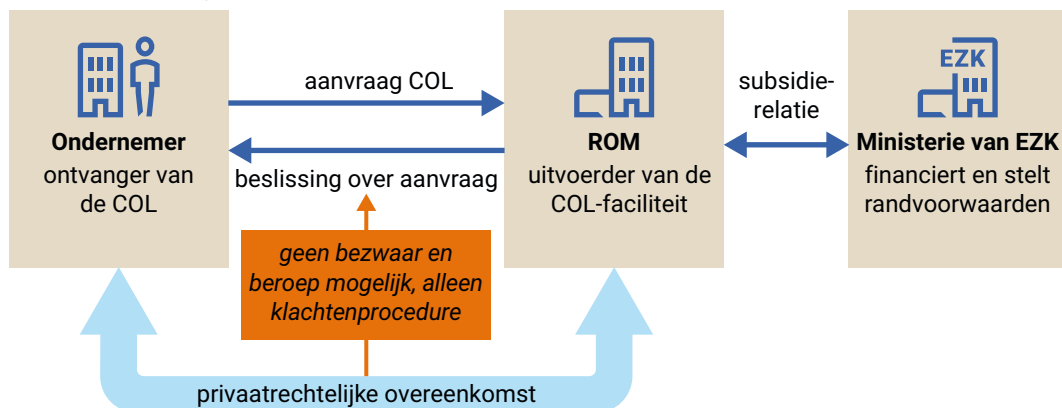 Ondernemer
ontvanger van
de COL
aanvraag COL
beslissing over aanvraag
geen bezwaar en
beroep mogelijk, alleen
klachtenprocedure
ROM
uitvoerder van de
COL-faciliteit
subsidie-
relatie
EZK
Ministerie van EZK
financiert en stelt
randvoorwaarden
privaatrechtelijke overeenkomst